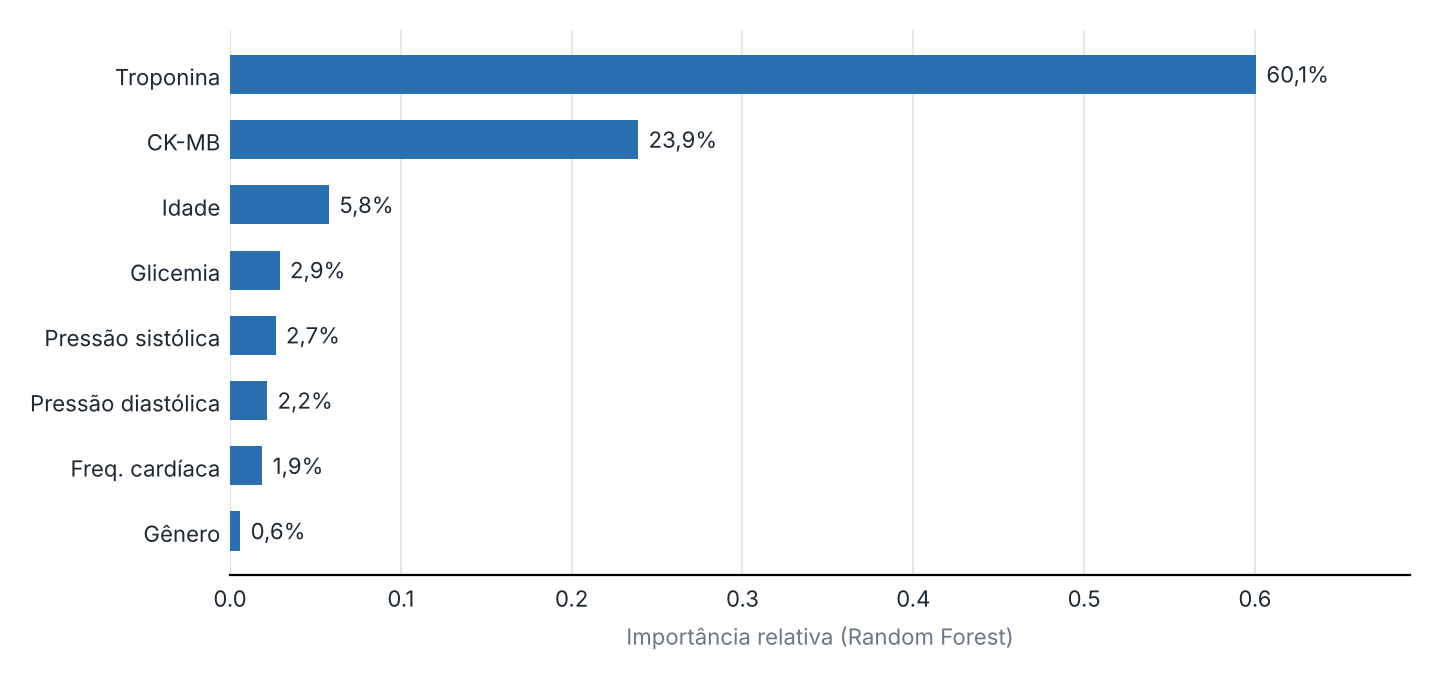 Troponina 60,1%
CK-MB 23,9%
Idade 5,8%
Glicemia 2,9%
Pressão sistólica 2,7%
Pressão diastólica 2,2%
Freq. cardíaca 1,9%
Gênero 0,6%
0.0 0.1 0.2 0.3 0.4 0.5 0.6
Importância relativa (Random Forest)